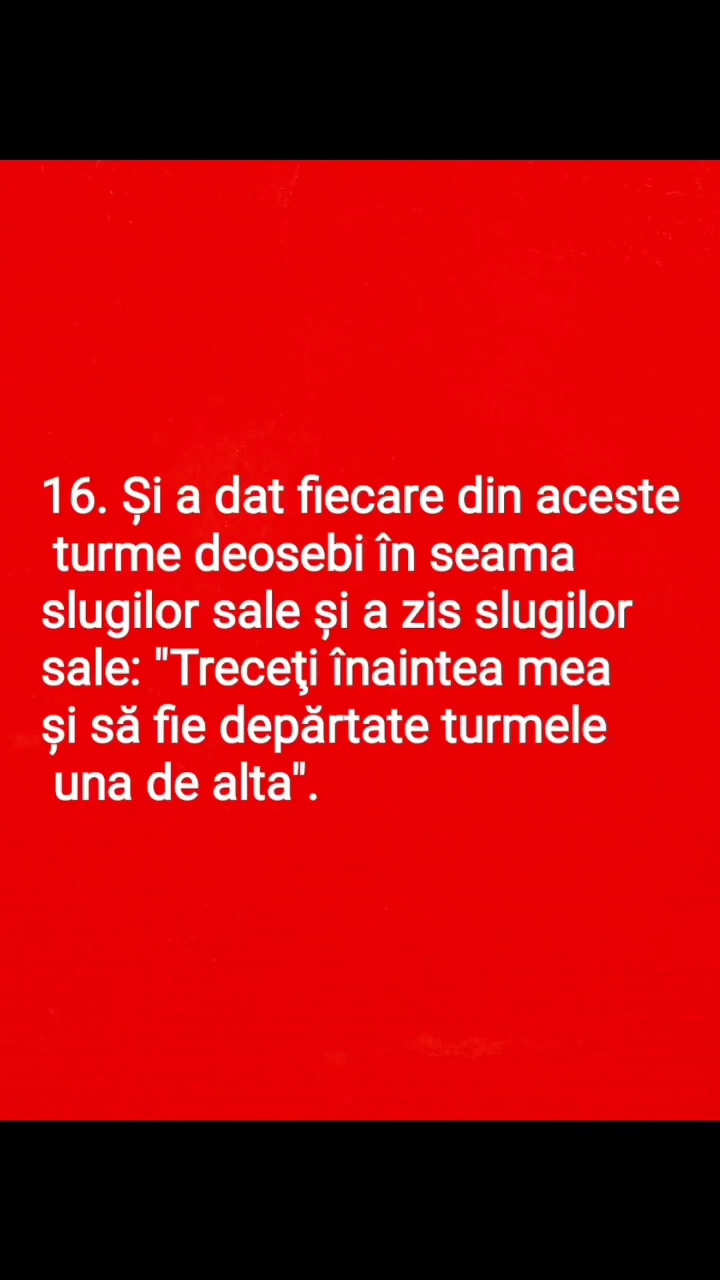 16. Și a dat fiecare din aceste
turme deosebi în seama
slugilor sale și a zis slugilor
sale: "Treceţi înaintea mea
și să fie depărtate turmele
una de alta".